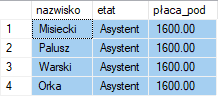 nazwisko etat płaca_pod
1 Misiecki Asystent 1600.00
2 Palusz Asystent 1600.00
3 Warski Asystent 1600.00
4 Orka Asystent 1600.00